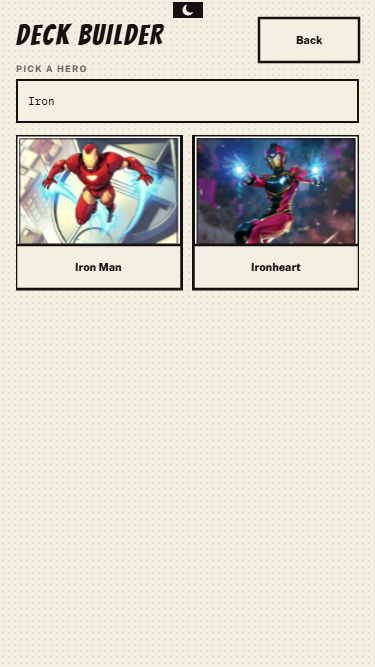 DECK BUILDER
Back
PICK A HERO
Iron
Iron Man
Ironheart